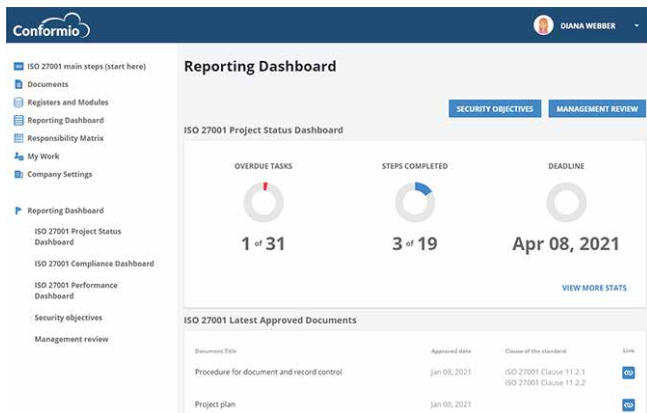 Conformio
DIANA WEBBER
ISO 27001 main steps (start here)
Documents
Registers and Modules
Reporting Dashboard
Responsibility Matrix
My Work
Company Settings
Reporting Dashboard
ISO 27001 Project Status
Dashboard
ISO 27001 Compliance Dashboard
ISO 27001 Performance
Dashboard
Security objectives
Management review
Reporting Dashboard
SECURITY OBJECTIVES
MANAGEMENT REVIEW
ISO 27001 Project Status Dashboard
OVERDUE TASKS
STEPS COMPLETED
DEADLINE
1 of 31
3 of 19
Apr 08, 2021
VIEW MORE STATS
ISO 27001 Latest Approved Documents
Document Title
Approved date
Clause of the standard
Link
Procedure for document and record control
Jan 08, 2021
ISO 27001 Clause 11.2.1
ISO 27001 Clause 11.2.2
Project plan
Jan 08, 2021